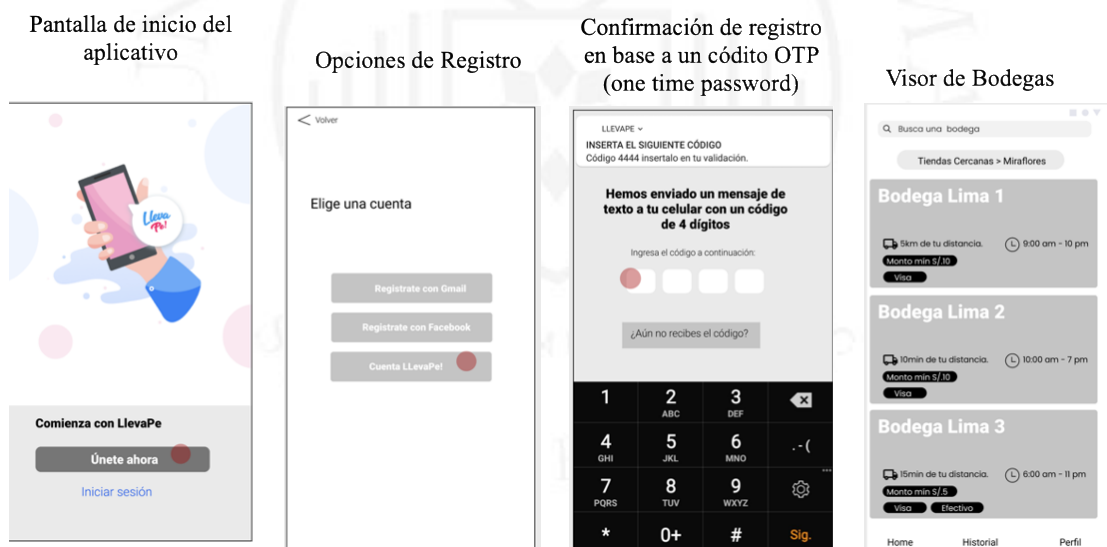 Pantalla de inicio del
aplicativo
Lleva
Pe!
Comienza con LlevaPe
Únete ahora
Iniciar sesión
Opciones de Registro
Volver
Elige una cuenta
Registrate con Gmail
Registrate con Facebook
Cuenta LLevaPe!
Confirmación de registro
en base a un códito OTP
(one time password)
LLEVAPE
INSERTA EL SIGUIENTE CÓDIGO
Código 4444 insertalo en tu validación.
Hemos enviado un mensaje de
texto a tu celular con un código
de 4 dígitos
Ingresa el código a continuación:
¿Aún no recibes el código?
1 2 3
ABC DEF
4 5 6 .-(
GHI JKL MNO
7 8 9
PQRS TUV WXYZ
* 0+ # Sig.
Visor de Bodegas
Busca una bodega
Tiendas Cercanas > Miraflores
Bodega Lima 1
5km de tu distancia. 9:00 am - 10 pm
Monto min S/.10
Visa
Bodega Lima 2
10min de tu distancia. 10:00 am - 7 pm
Monto min S/.10
Visa
Bodega Lima 3
15min de tu distancia. 6:00 am - 11 pm
Monto min S/.5
Visa Efectivo
Home Historial Perfil